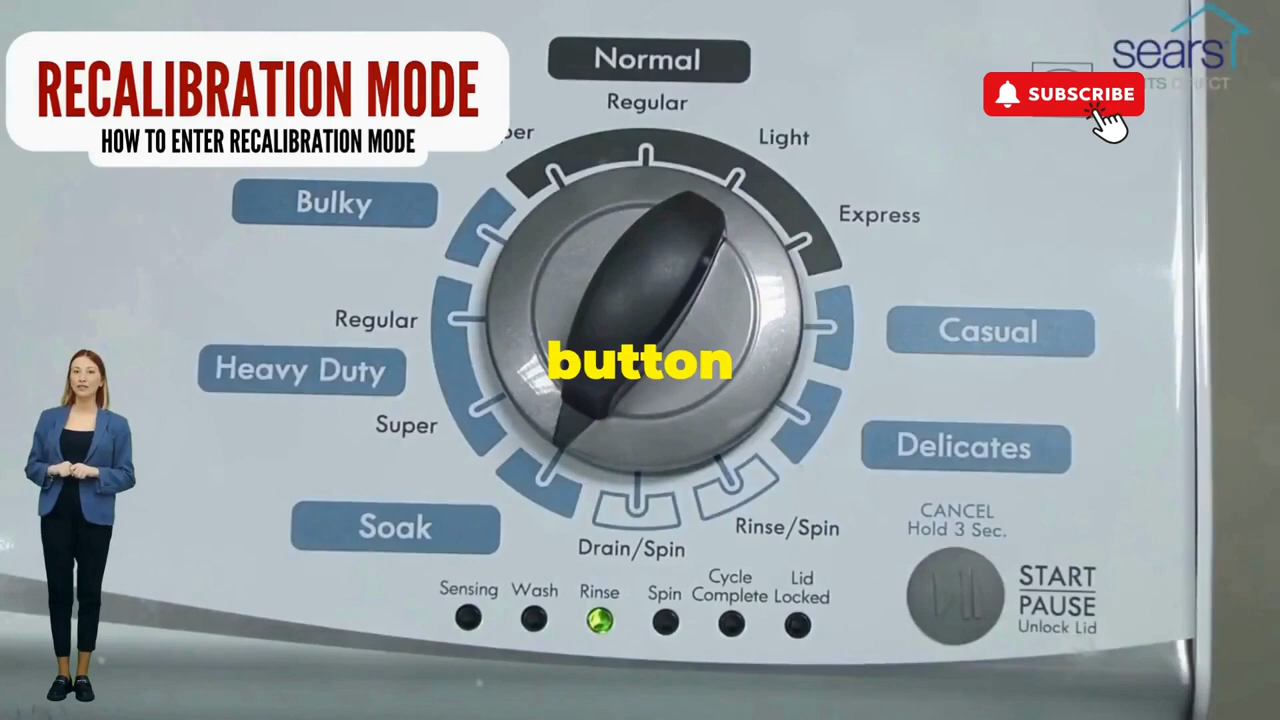 RECALIBRATION MODE
HOW TO ENTER RECALIBRATION MODE
sears
SUBSCRIBE
Normal
Regular
Light
Express
Bulky
Regular
Heavy Duty
Super
Casual
Delicates
button
Soak
Drain/Spin
Rinse/Spin
CANCEL
Hold 3 Sec.
Sensing
Wash
Rinse
Spin
Cycle
Complete
Lid
Locked
START
PAUSE
Unlock Lid